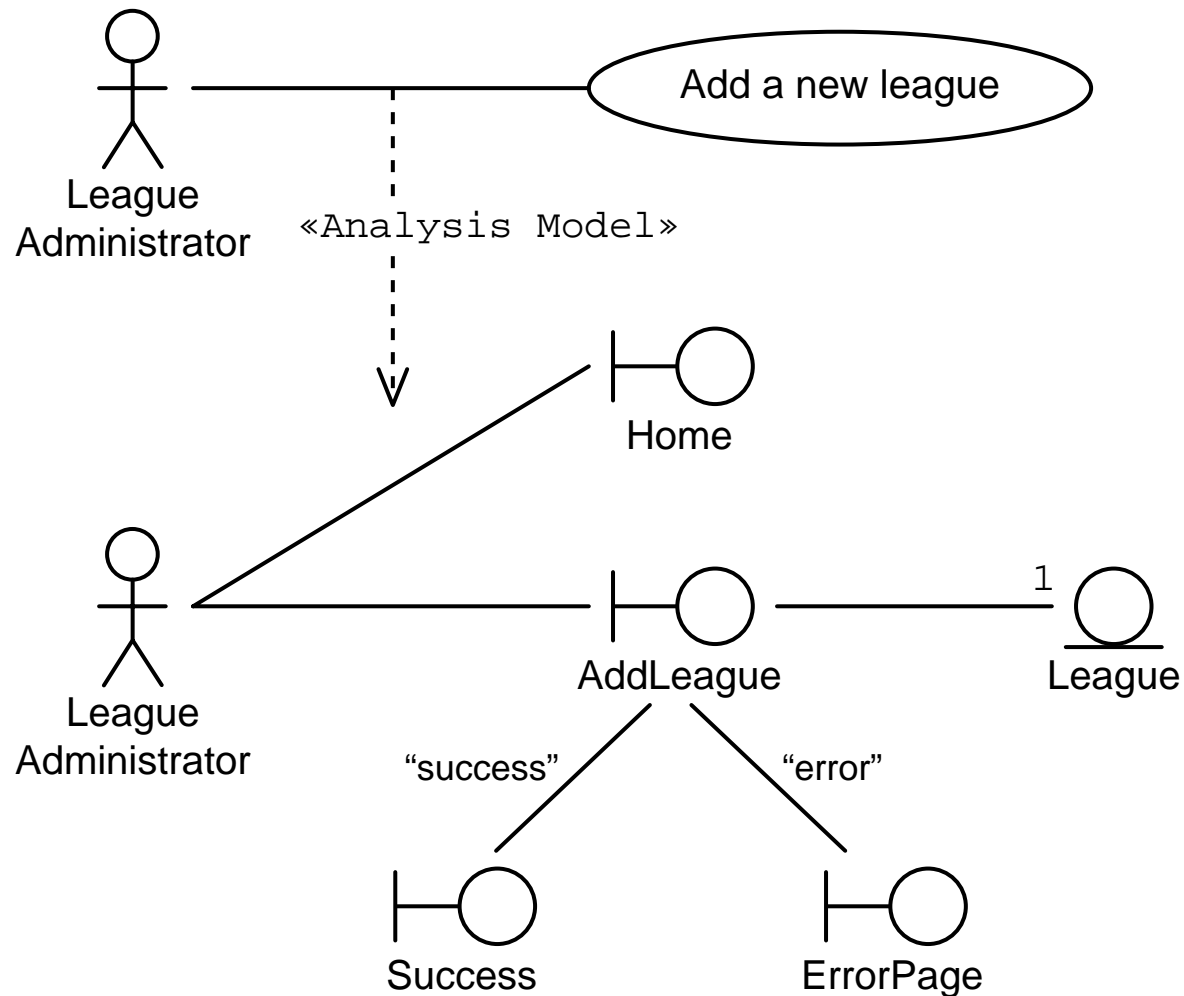 Add a new league
League
Administrator
«Analysis Model»
Home
1
AddLeague
League
League
Administrator
“success”
“error”
Success
ErrorPage